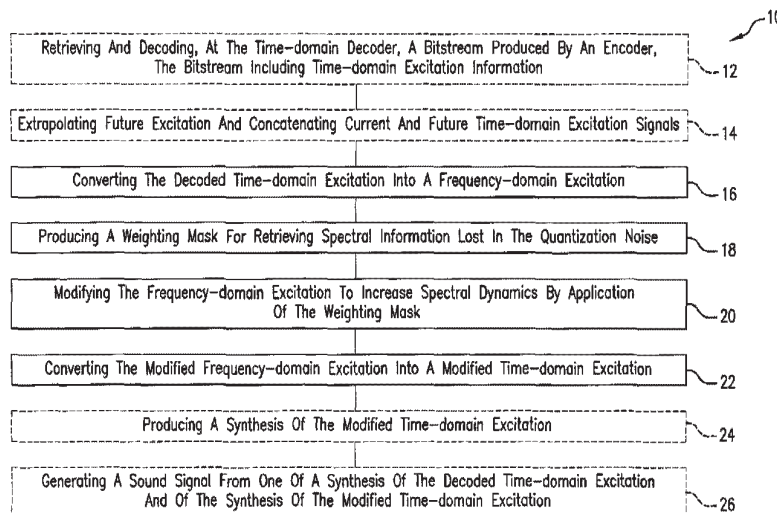 10
Retrieving And Decoding, At The Time-domain Decoder, A Bitstream Produced By An Encoder,
The Bitstream Including Time-domain Excitation Information
12
Extrapolating Future Excitation And Concatenating Current And Future Time-domain Excitation Signals
14
Converting The Decoded Time-domain Excitation Into A Frequency-domain Excitation
16
Producing A Weighting Mask For Retrieving Spectral Information Lost In The Quantization Noise
18
Modifying The Frequency-domain Excitation To Increase Spectral Dynamics By Application
Of The Weighting Mask
20
Converting The Modified Frequency-domain Excitation Into A Modified Time-domain Excitation
22
Producing A Synthesis Of The Modified Time-domain Excitation
24
Generating A Sound Signal From One Of A Synthesis Of The Decoded Time-domain Excitation
And Of The Synthesis Of The Modified Time-domain Excitation
26